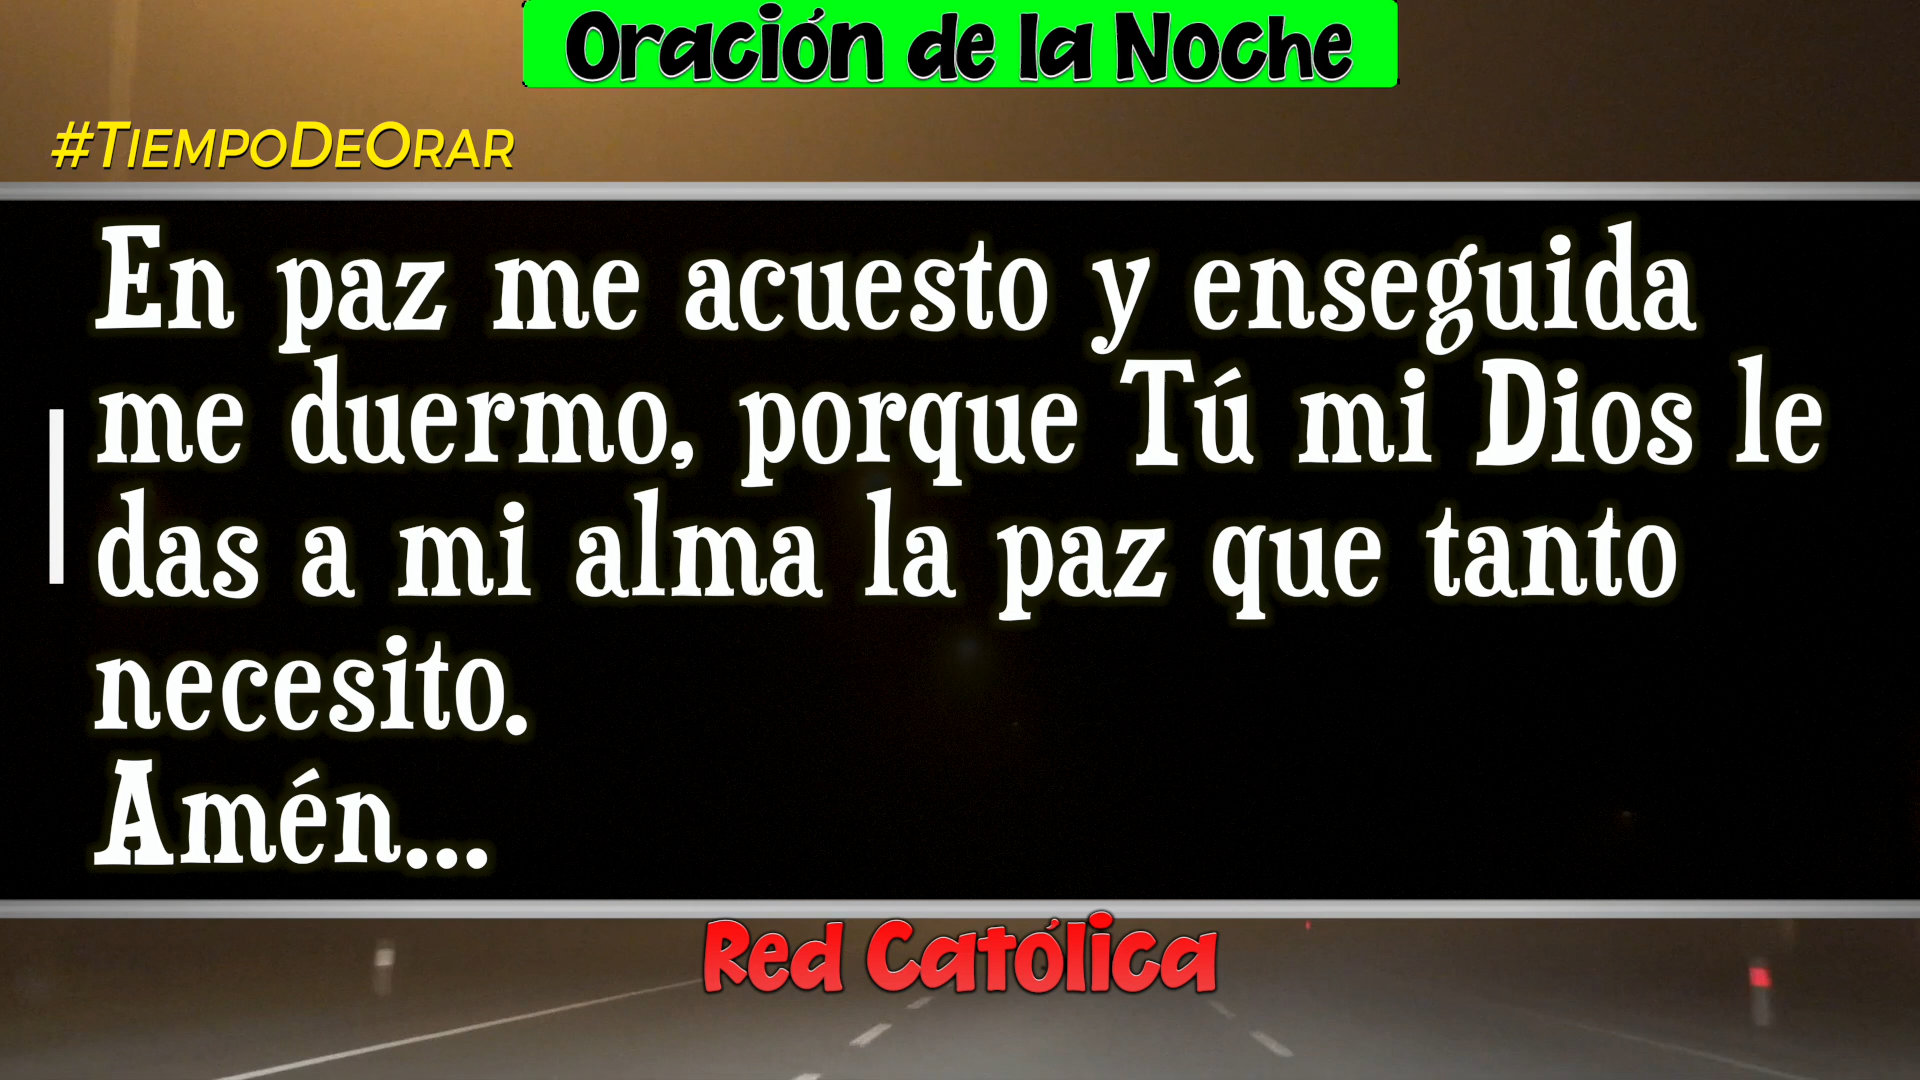 Oración de la Noche
#TiempoDeOrar
En paz me acuesto y enseguida
me duermo, porque Tú mi Dios le
das a mi alma la paz que tanto
necesito.
Amén...
Red Católica